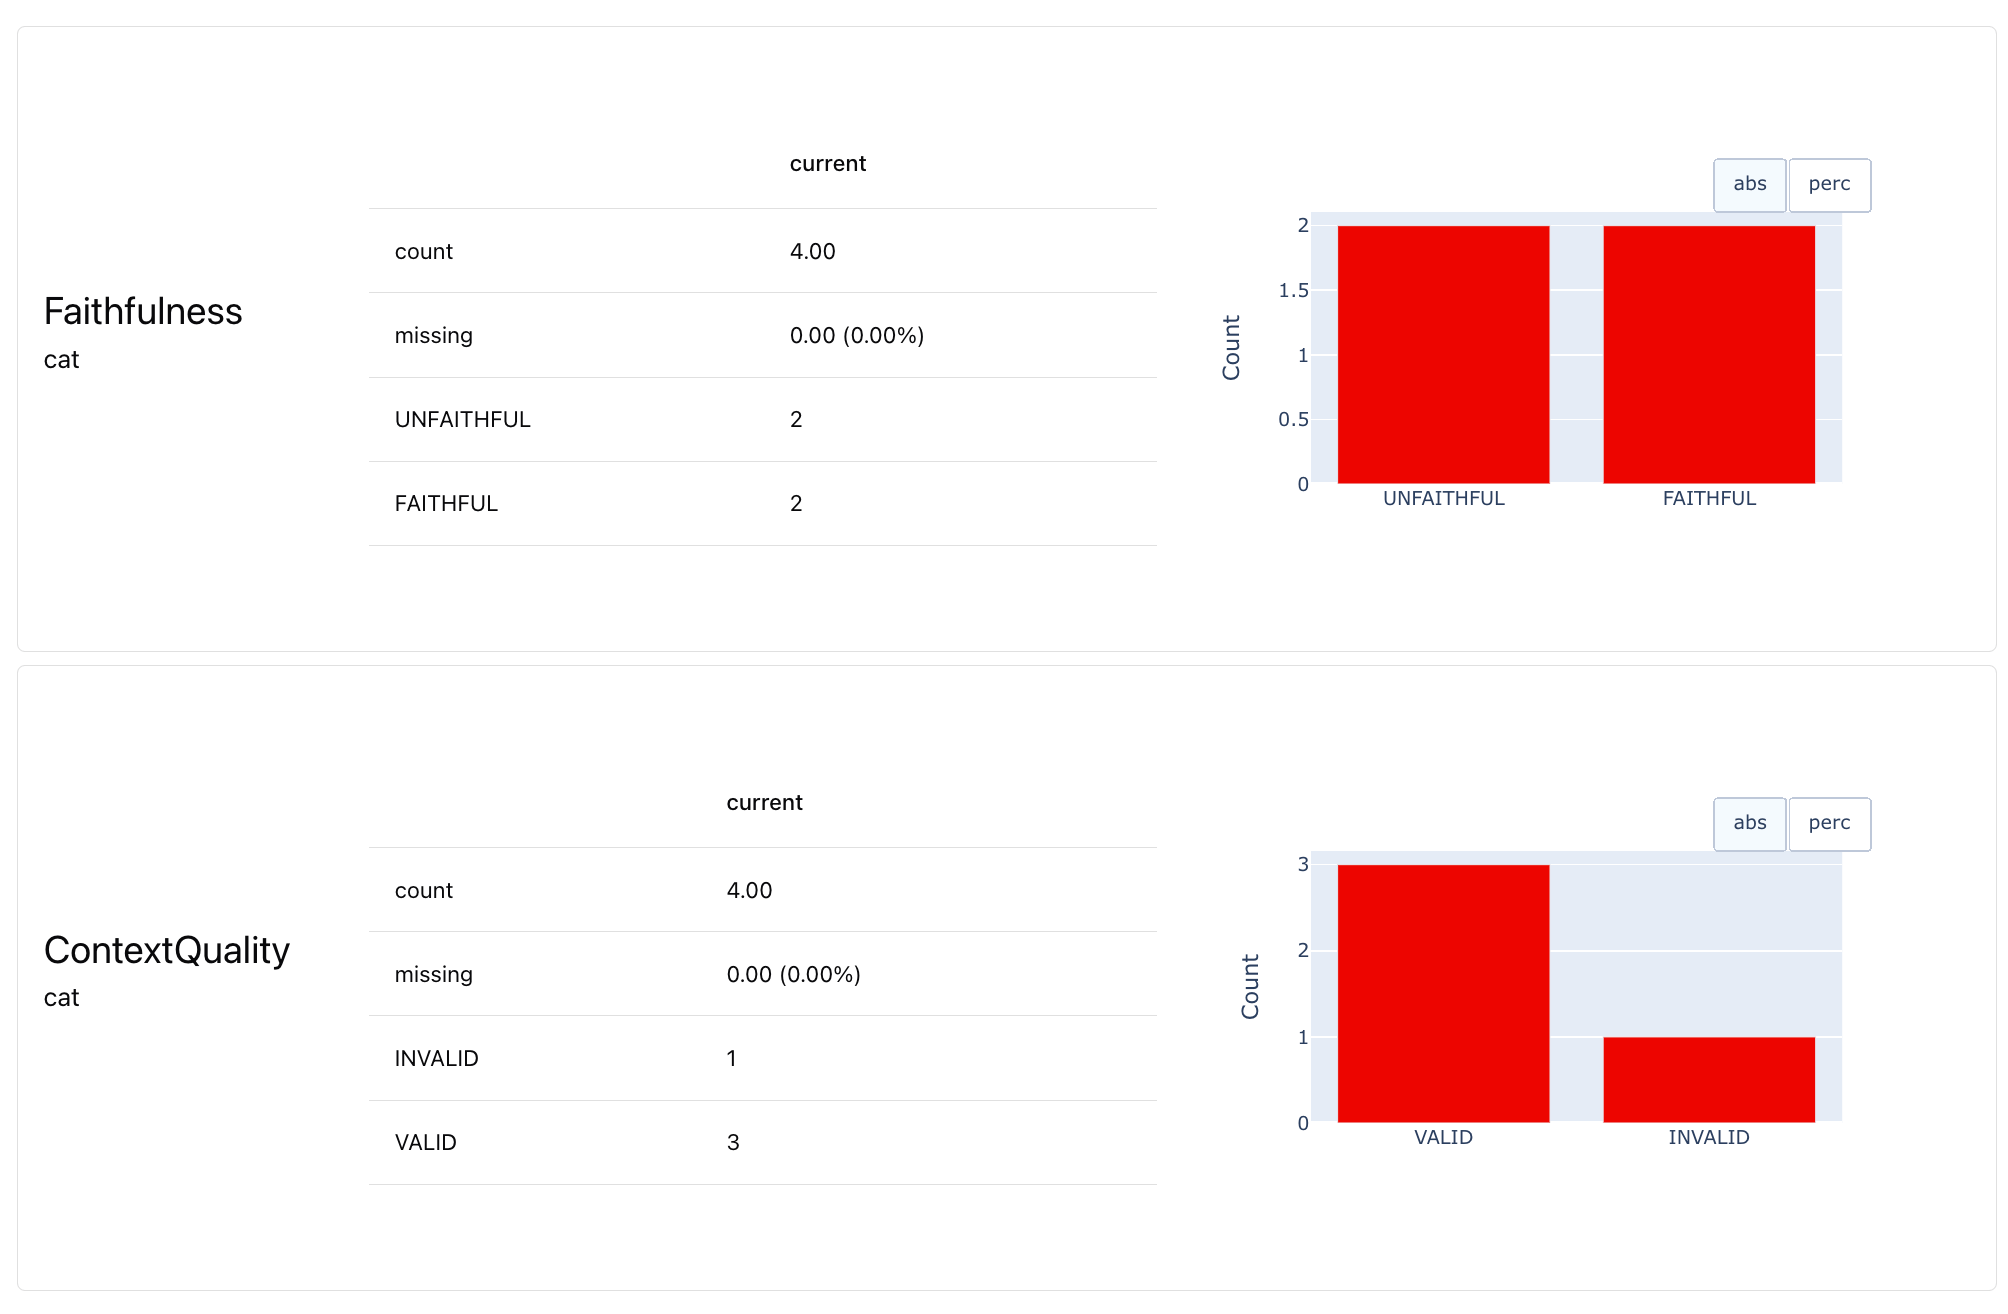 Faithfulness
cat
current
count 4.00
missing 0.00 (0.00%)
UNFAITHFUL 2
FAITHFUL 2
abs perc
Count
2
1.5
1
0.5
0
UNFAITHFUL FAITHFUL
ContextQuality
cat
current
count 4.00
missing 0.00 (0.00%)
INVALID 1
VALID 3
abs perc
Count
3
2
1
0
VALID INVALID